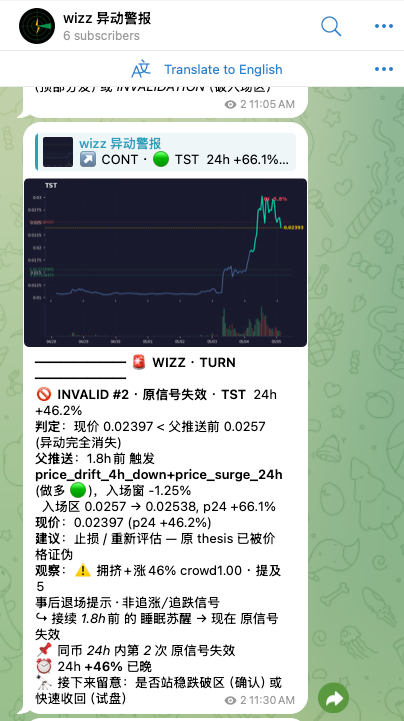 wizz 异动警报
6 subscribers
Translate to English
(顶部分发) 或 INVALIDATION (破入场区)
2 11:05 AM
wizz 异动警报
↗️ CONT · 🟢 TST 24h +66.1%...
TST
0.02393
🚨 WIZZ · TURN
🚫 INVALID #2 · 原信号失效 · TST 24h
+46.2%
判定：现价 0.02397 < 父推送前 0.0257
(异动完全消失)
父推送：1.8h前 触发
price_drift_4h_down+price_surge_24h
(做多 🟢)，入场窗 -1.25%
入场区 0.0257 → 0.02538, p24 +66.1%
现价：0.02397 (p24 +46.2%)
建议：止损 / 重新评估 — 原 thesis 已被价
格证伪
观察：⚠️ 拥挤+涨46% crowd1.00 · 提及
5
事后退场提示 · 非追涨/追跌信号
↪ 接续 1.8h前 的 睡眠苏醒 → 现在 原信号
失效
📌 同币 24h 内第 2 次 原信号失效
⏰ 24h +46% 已晚
🔭 接下来留意：是否站稳跌破区 (确认) 或
快速收回 (试盘)
2 11:30 AM